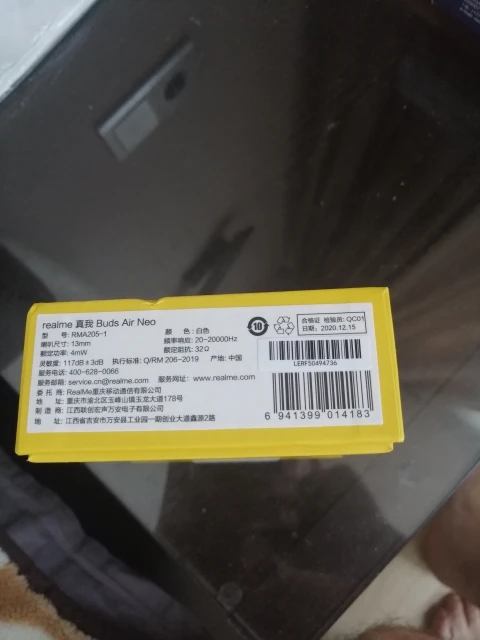 realme 真我 Buds Air Neo
型 号: RMA205-1
颜 色: 白色
喇叭尺寸: 13mm
频率响应: 20~20000Hz
额定功率: 4mW
额定阻抗: 32Ω
灵敏度: 117dB±3dB 执行标准: Q/RM 206-2019 产地: 中国
服务电话: 400-628-0066
服务邮箱: service.cn@realme.com 服务网址: www.realme.com
委 托 商: RealMe重庆移动通信有限公司
地 址: 重庆市渝北区玉峰山镇玉龙大道178号
制 造 商: 江西联创宏声万安电子有限公司
地 址: 江西省吉安市万安县工业园一期创业大道鑫源2路
10
合格证 检验员: QC01
日期: 2020.12.15
LERF50494736
6 941399 014183